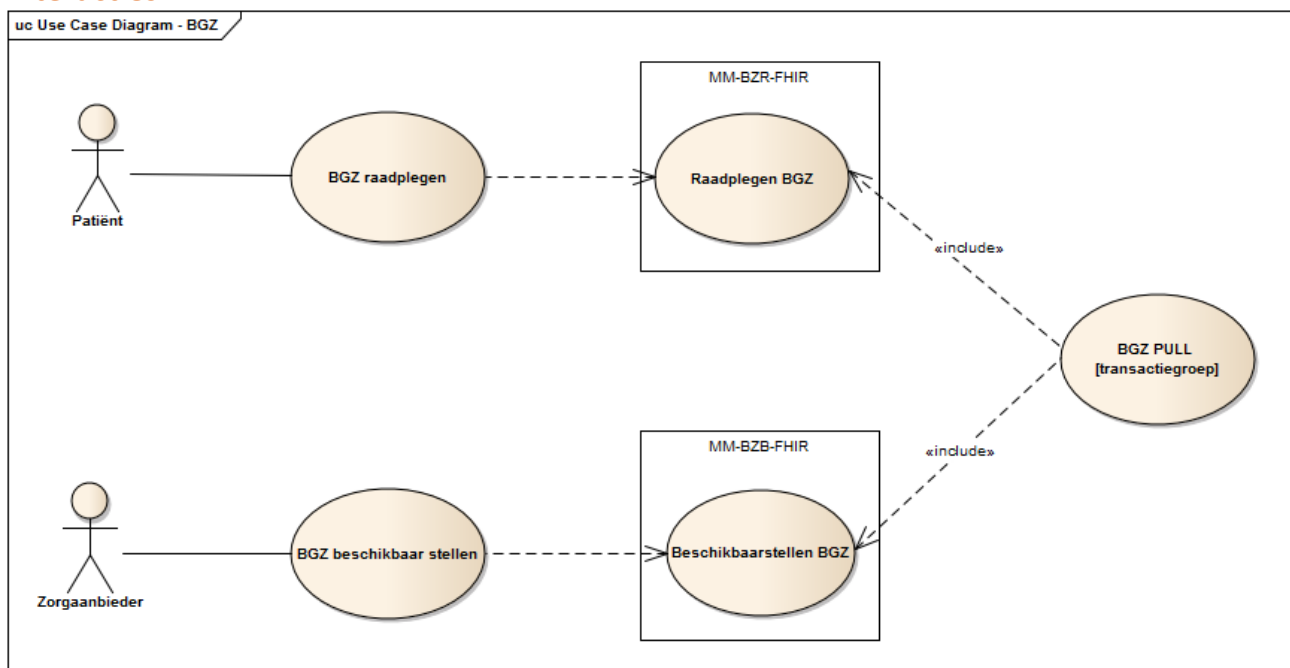 uc Use Case Diagram - BGZ
MM-BZR-FHIR
BGZ raadplegen
Raadplegen BGZ
Patiënt
«include»
BGZ PULL
[transactiegroep]
MM-BZB-FHIR
«include»
BGZ beschikbaar stellen
Beschikbaarstellen BGZ
Zorgaanbieder